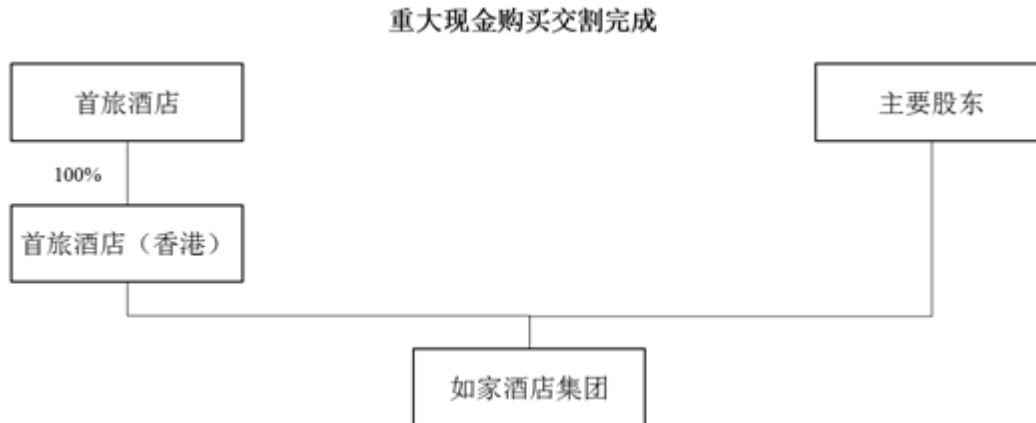 重大现金购买交割完成
首旅酒店
主要股东
100%
首旅酒店（香港）
如家酒店集团